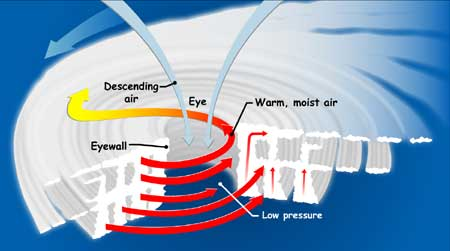 Descending
air
Eye
Warm, moist air
Eyewall
Low pressure